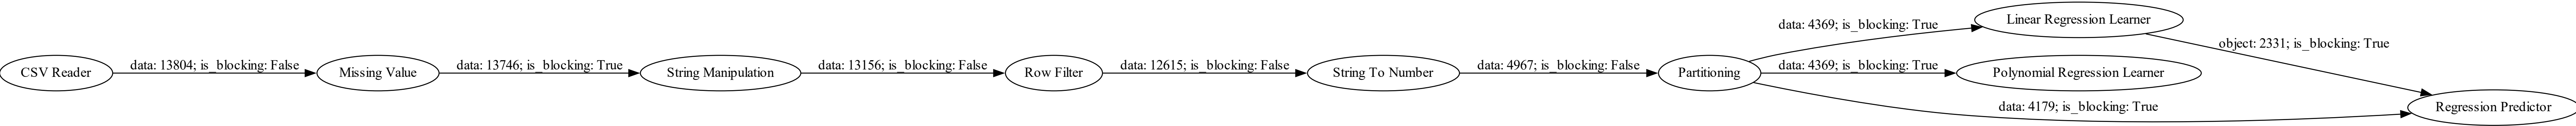 CSV Reader
data: 13804; is_blocking: False
Missing Value
data: 13746; is_blocking: True
String Manipulation
data: 13156; is_blocking: False
Row Filter
data: 12615; is_blocking: False
String To Number
data: 4967; is_blocking: False
Partitioning
data: 4369; is_blocking: True
Linear Regression Learner
object: 2331; is_blocking: True
data: 4369; is_blocking: True
Polynomial Regression Learner
data: 4179; is_blocking: True
Regression Predictor